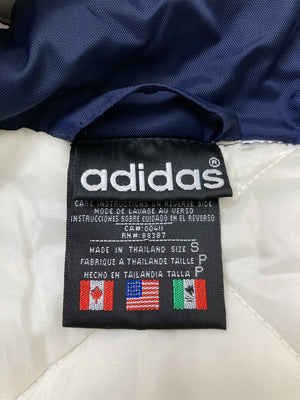 adidas®
CARE INSTRUCTIONS ON REVERSE SIDE
MODE DE LAVAGE AU VERSO
INSTRUCCIONES SOBRE CUIDADO EN EL REVERSO
CA#:00411
RN#:88387
MADE IN THAILAND SIZE S
FABRIQUE A THAILANDE TAILLE P
HECHO EN TAILANDIA TALLA P